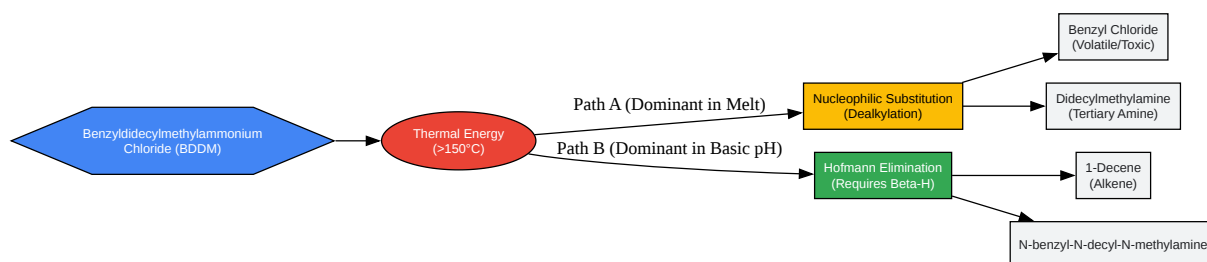 Benzyldidecylmethylammonium
Chloride (BDDM)
Thermal Energy
(>150°C)
Path A (Dominant in Melt)
Path B (Dominant in Basic pH)
Nucleophilic Substitution
(Dealkylation)
Hofmann Elimination
(Requires Beta-H)
Benzyl Chloride
(Volatile/Toxic)
Didecylmethylamine
(Tertiary Amine)
1-Decene
(Alkene)
N-benzyl-N-decyl-N-methylamine